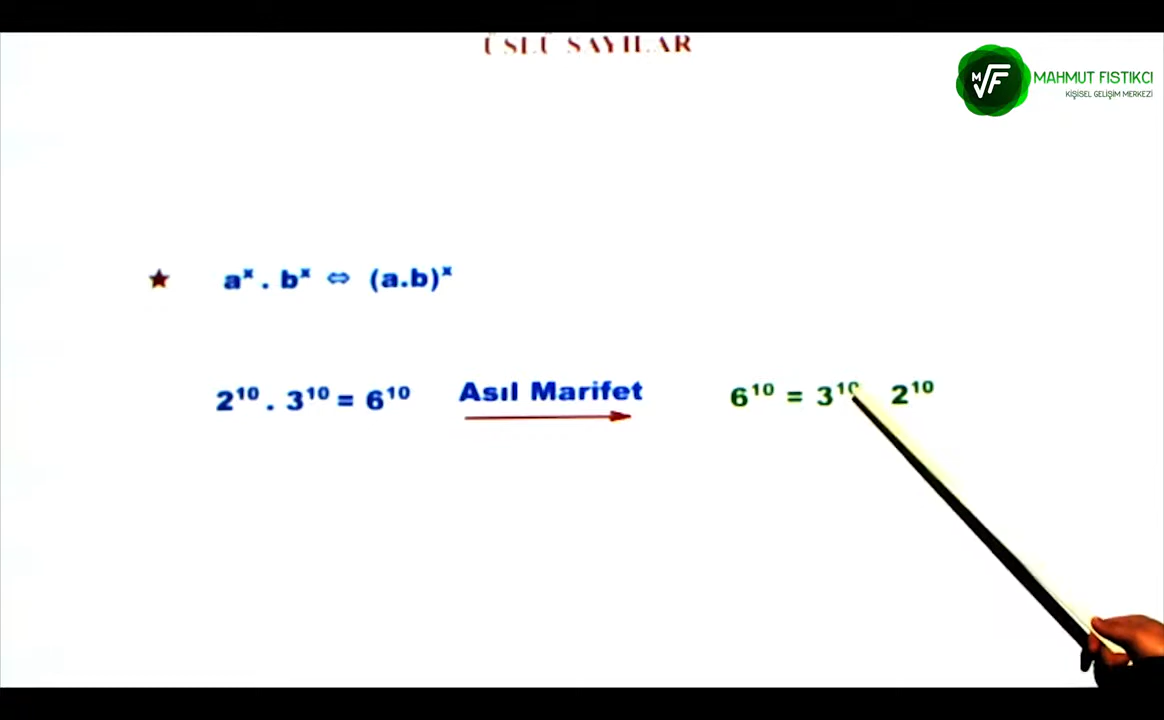 ÜSLÜ SAYILAR
MAHMUT FISTIKCI
KİŞİSEL GELİŞİM MERKEZİ
★ aˣ . bˣ ⇔ (a.b)ˣ
2¹⁰ . 3¹⁰ = 6¹⁰ Asıl Marifet 6¹⁰ = 3¹⁰ 2¹⁰